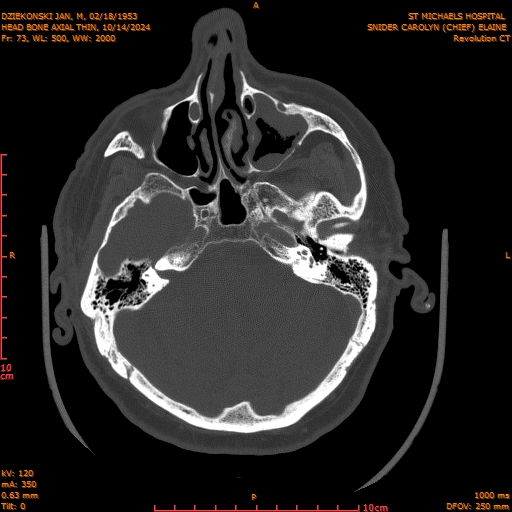 A
DZIEKONSKI JAN, M, 02/18/1953
HEAD BONE AXIAL THIN, 10/14/2024
Fr: 73, WL: 500, WW: 2000
ST MICHAELS HOSPITAL
SNIDER CAROLYN (CHIEF) ELAINE
Revolution CT
R
L
10
cm
kV: 120
mA: 350
0.63 mm
Tilt: 0
P
10cm
1000 ms
DFOV: 250 mm